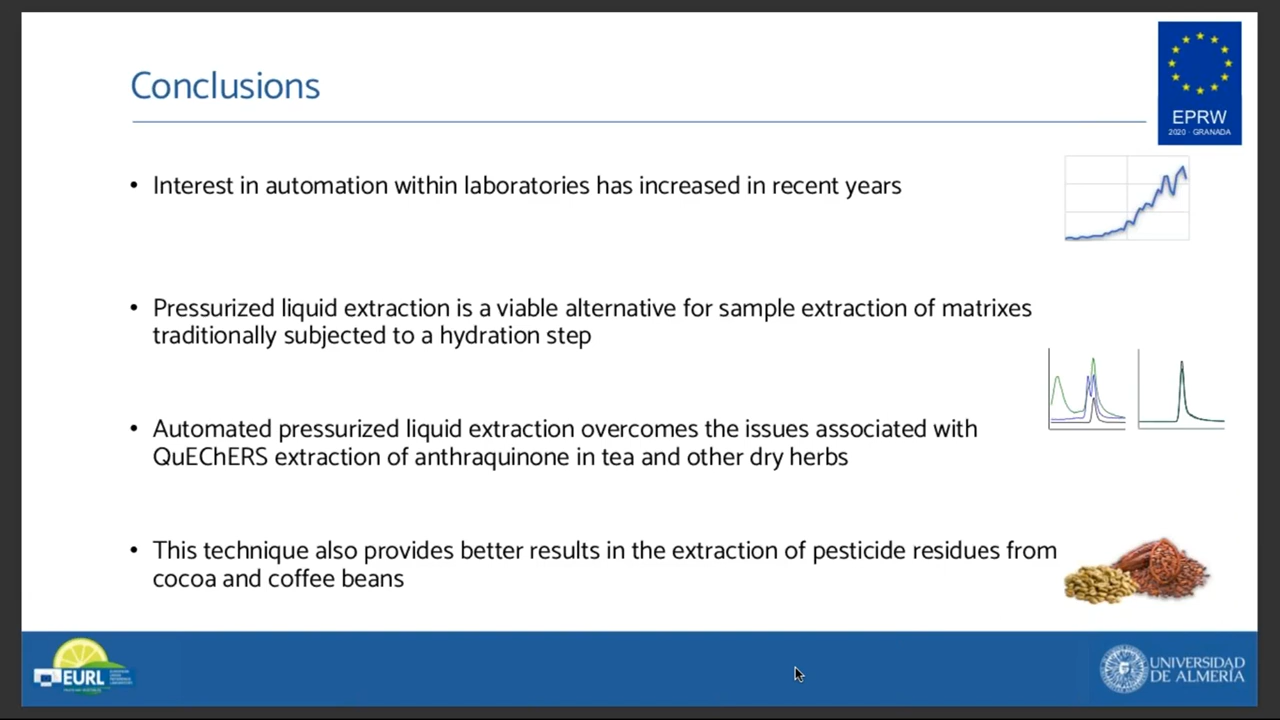 Conclusions
EPRW
2020 · GRANADA
• Interest in automation within laboratories has increased in recent years
• Pressurized liquid extraction is a viable alternative for sample extraction of matrixes
traditionally subjected to a hydration step
• Automated pressurized liquid extraction overcomes the issues associated with
QuEChERS extraction of anthraquinone in tea and other dry herbs
• This technique also provides better results in the extraction of pesticide residues from
cocoa and coffee beans
EURL
UNIVERSIDAD
DE ALMERÍA